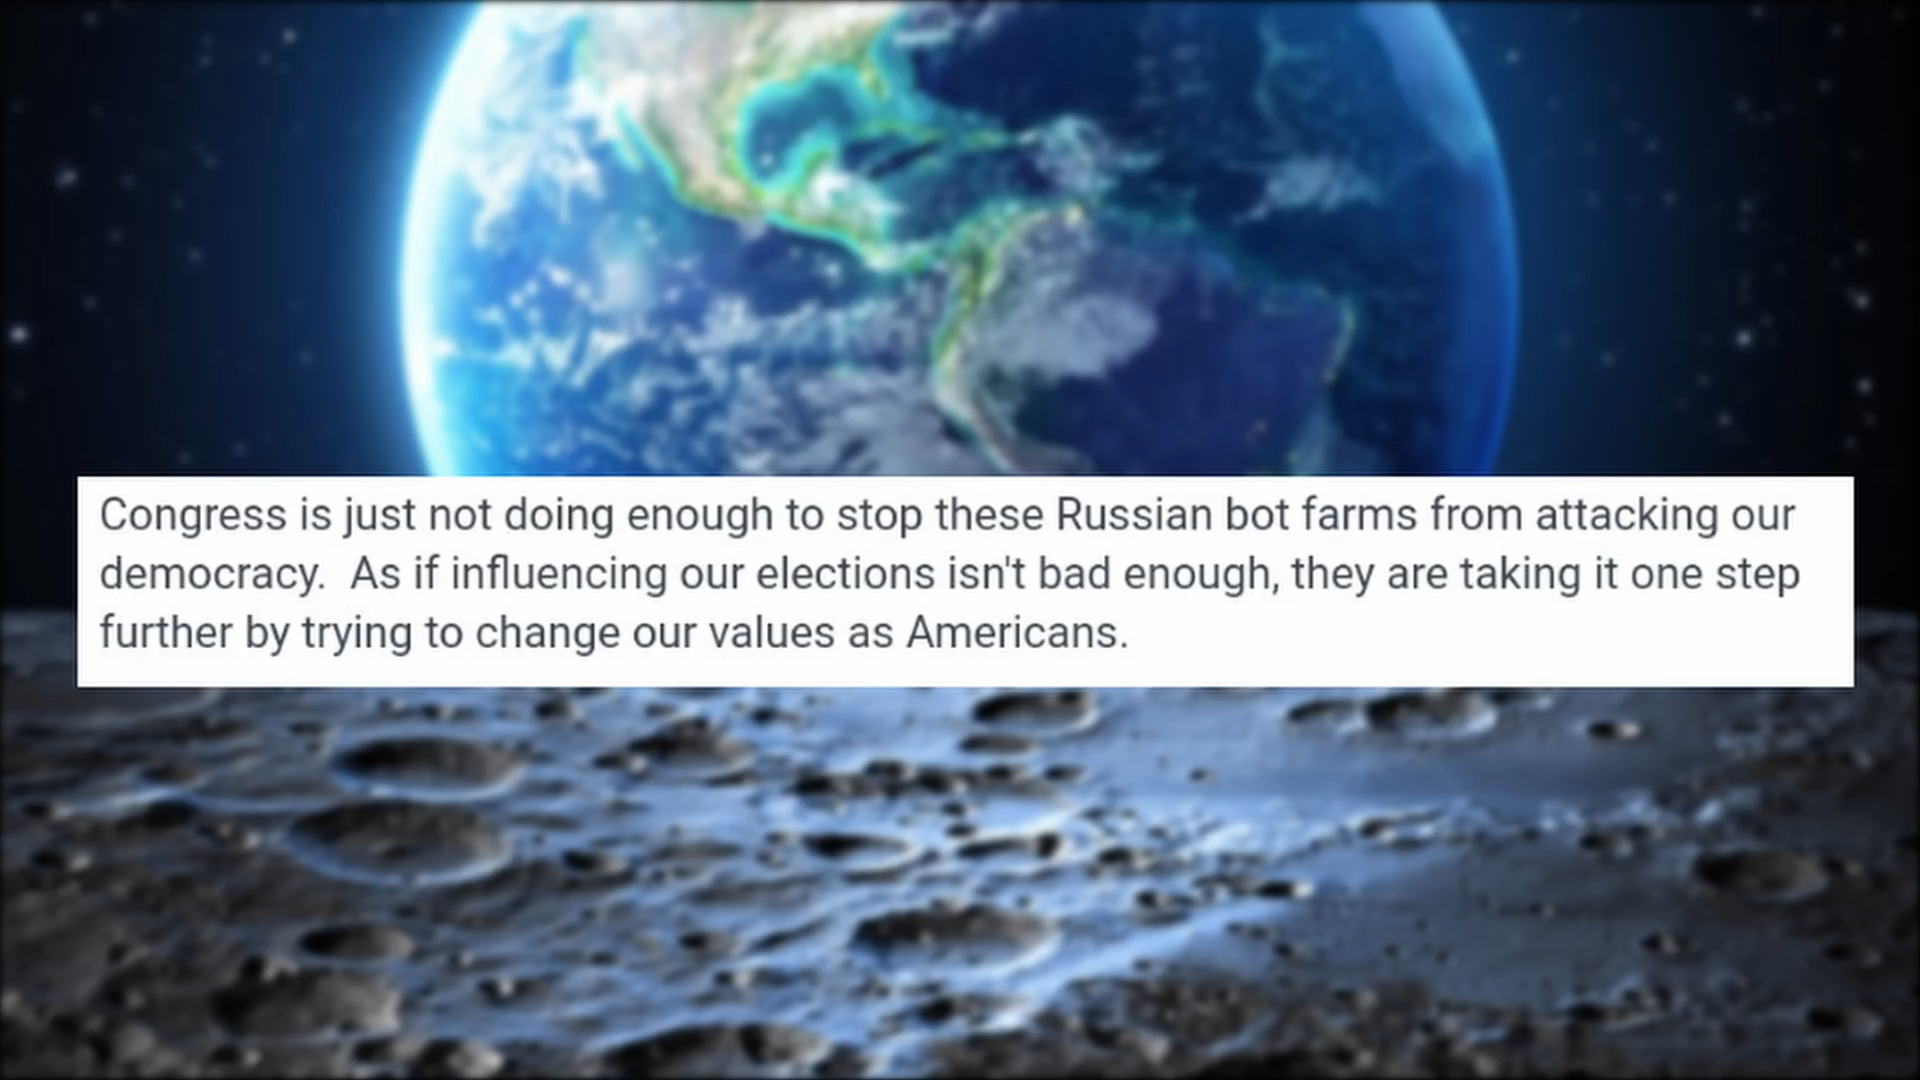 Congress is just not doing enough to stop these Russian bot farms from attacking our
democracy.  As if influencing our elections isn't bad enough, they are taking it one step
further by trying to change our values as Americans.